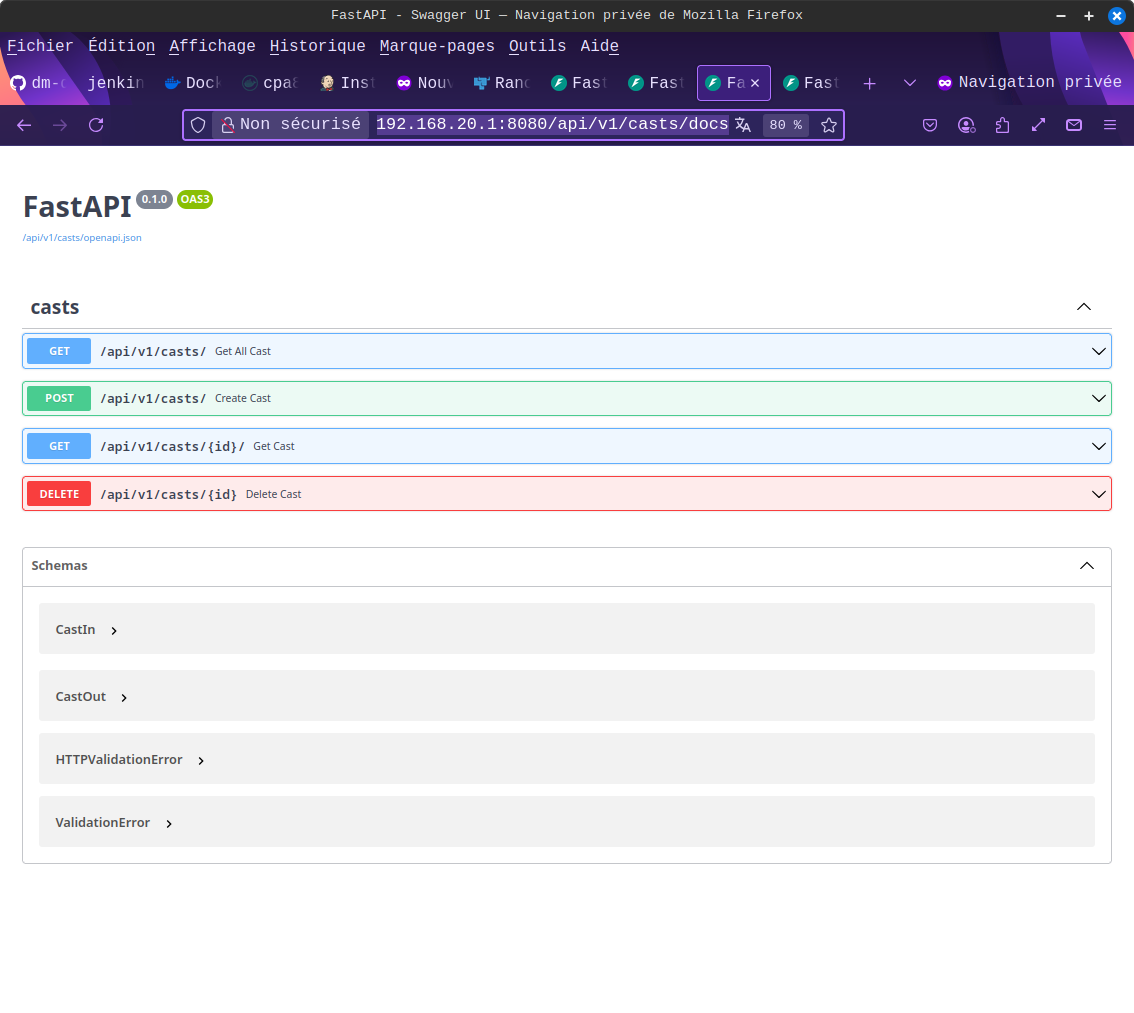 FastAPI - Swagger UI — Navigation privée de Mozilla Firefox
Fichier Édition Affichage Historique Marque-pages Outils Aide
dm- jenkin Dock cpa Inst Nouv Ranc Fast Fast Fa Fast Navigation privée
Non sécurisé 192.168.20.1:8080/api/v1/casts/docs 80 %
FastAPI 0.1.0 OAS3
/api/v1/casts/openapi.json
casts
GET /api/v1/casts/ Get All Cast
POST /api/v1/casts/ Create Cast
GET /api/v1/casts/{id}/ Get Cast
DELETE /api/v1/casts/{id} Delete Cast
Schemas
CastIn
CastOut
HTTPValidationError
ValidationError